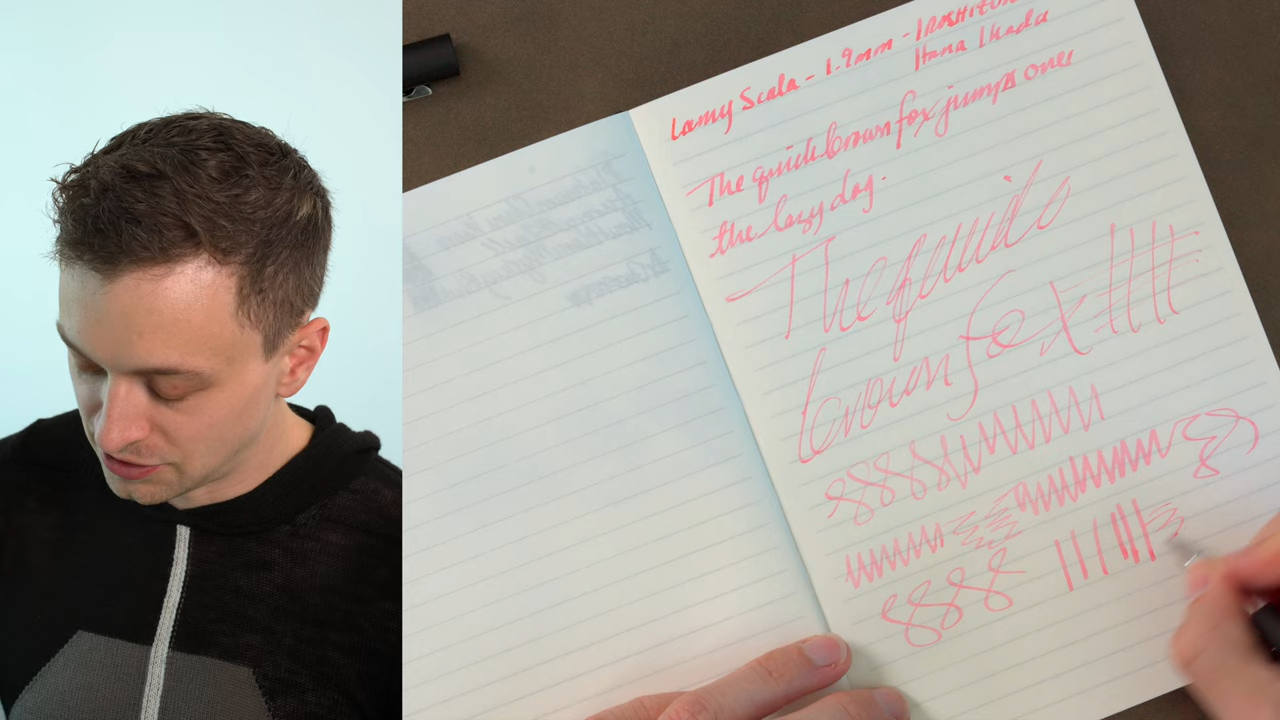 Lamy Scala - 1.9mm - IROSHIZUK
Hana Ikada
The quick brown fox jumps over
the lazy dog.
The quick
brown fox